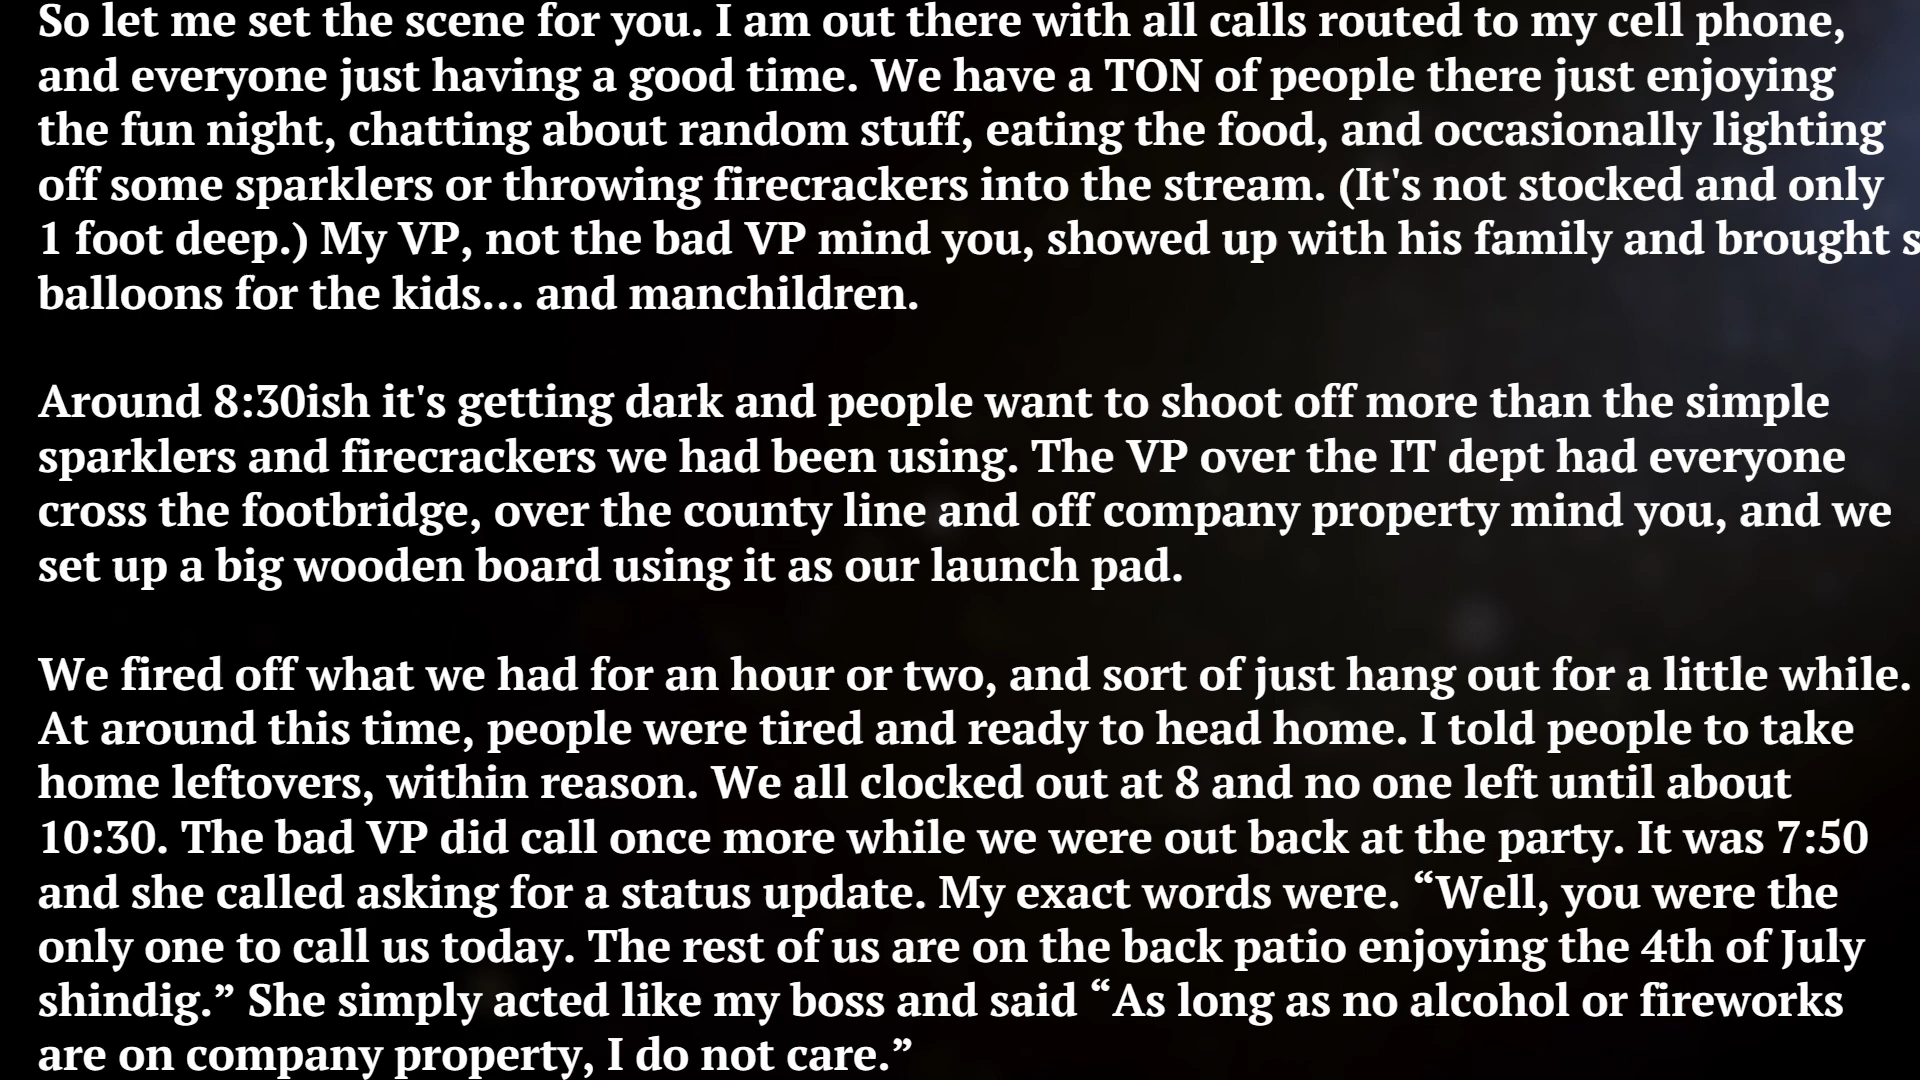 So let me set the scene for you. I am out there with all calls routed to my cell phone,
and everyone just having a good time. We have a TON of people there just enjoying
the fun night, chatting about random stuff, eating the food, and occasionally lighting
off some sparklers or throwing firecrackers into the stream. (It's not stocked and only
1 foot deep.) My VP, not the bad VP mind you, showed up with his family and brought
balloons for the kids... and manchildren.
Around 8:30ish it's getting dark and people want to shoot off more than the simple
sparklers and firecrackers we had been using. The VP over the IT dept had everyone
cross the footbridge, over the county line and off company property mind you, and we
set up a big wooden board using it as our launch pad.
We fired off what we had for an hour or two, and sort of just hang out for a little while.
At around this time, people were tired and ready to head home. I told people to take
home leftovers, within reason. We all clocked out at 8 and no one left until about
10:30. The bad VP did call once more while we were out back at the party. It was 7:50
and she called asking for a status update. My exact words were. “Well, you were the
only one to call us today. The rest of us are on the back patio enjoying the 4th of July
shindig.” She simply acted like my boss and said “As long as no alcohol or fireworks
are on company property, I do not care.”